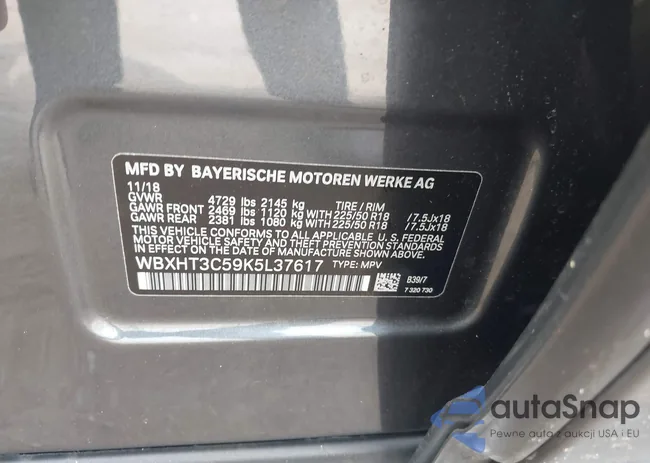 MFD BY BAYERISCHE MOTOREN WERKE AG
11/18
GVWR 4729 lbs 2145 kg TIRE / RIM
GAWR FRONT 2469 lbs 1120 kg WITH 225/50 R18 /7.5Jx18
GAWR REAR 2381 lbs 1080 kg WITH 225/50 R18 /7.5Jx18
THIS VEHICLE CONFORMS TO ALL APPLICABLE U. S. FEDERAL
MOTOR VEHICLE SAFETY, BUMPER, AND THEFT PREVENTION STANDARDS
IN EFFECT ON THE DATE OF MANUFACTURE SHOWN ABOVE.
WBXHT3C59K5L37617 TYPE: MPV
B39/7
7 320 730
autoSnap
Pewne auta z aukcji USA i EU